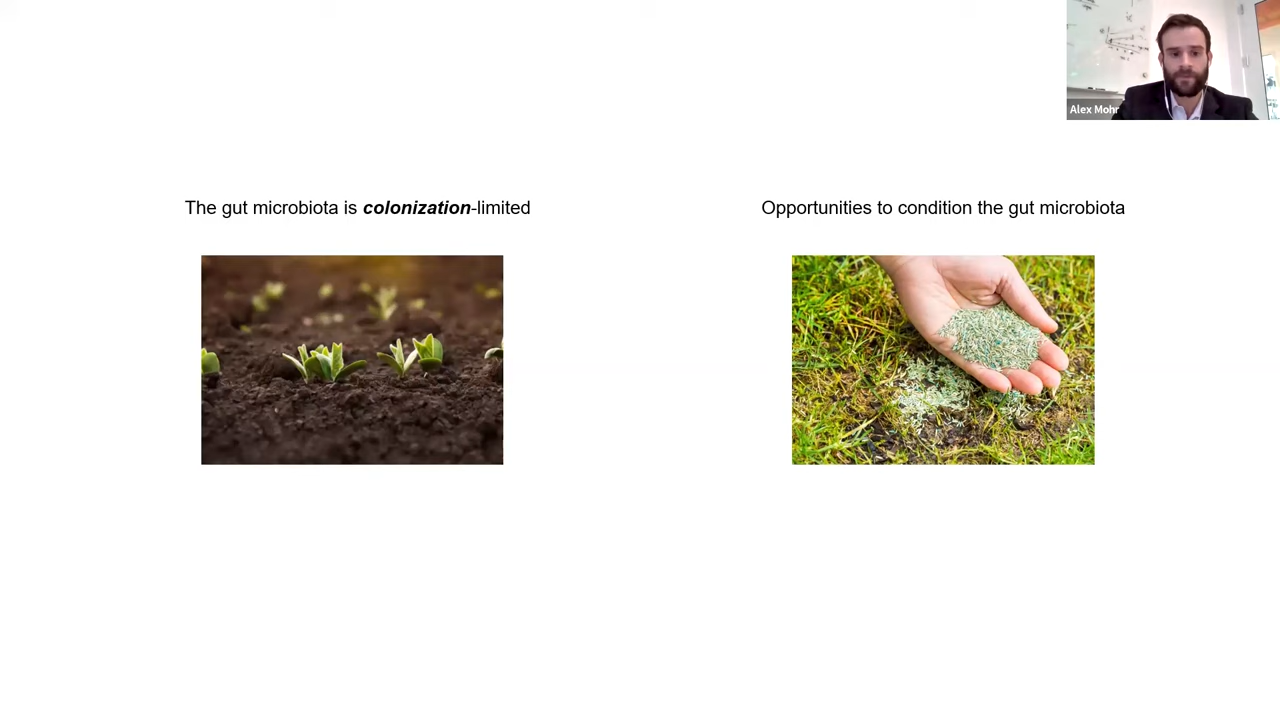 Alex Mohr
The gut microbiota is colonization-limited
Opportunities to condition the gut microbiota